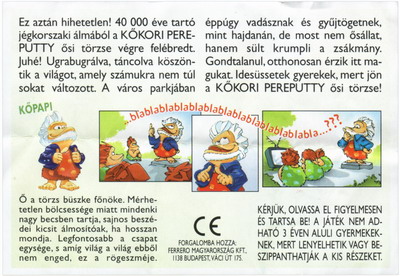 Ez aztán hihetetlen! 40 000 éve tartó
jégkorszaki álmából a KŐKORI PERE-
PUTTY ősi törzse végre felébredt.
Juhé! Ugrabugrálva, táncolva köszön-
tik a világot, amely számukra nem túl
sokat változott. A város parkjában
éppúgy vadásznak és gyűjtögetnek,
mint hajdanán, de most nem ősállat,
hanem sült krumpli a zsákmány.
Gondtalanul, otthonosan érzik itt ma-
gukat. Idesüssetek gyerekek, mert jön
a KŐKORI PEREPUTTY ősi törzse!
KŐPAPI
...blablablablablablablablablablablablablabla...
...???
Ő a törzs büszke főnöke. Mérhe-
tetlen bölcsessége miatt mindenki
nagy becsben tartja, sajnos beszé-
dei kicsit álmosítóak, ha hosszan
mondja. Legfontosabb a csapat
egysége, s amíg a világ ebből
nem enged, ez a rögeszméje.
CE
FORGALOMBA HOZZA:
FERRERO MAGYARORSZÁG KFT.,
1138 BUDAPEST, VÁCI ÚT 175.
KÉRJÜK, OLVASSA EL FIGYELMESEN
ÉS TARTSA BE! A JÁTÉK NEM AD-
HATÓ 3 ÉVEN ALÚLI GYERMEKEK-
NEK, MERT LENYELHETIK VAGY BE-
SZIPPANTHATJÁK A KIS RÉSZEKET.